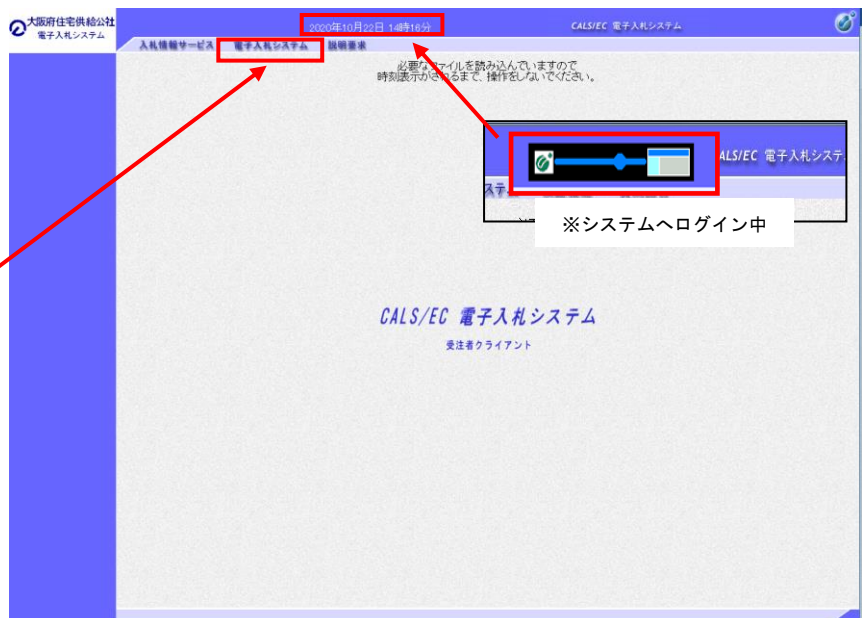 大阪府住宅供給公社
電子入札システム
2020年10月22日 14時16分
CALS/EC 電子入札システム
入札情報サービス 電子入札システム 説明要求
必要なファイルを読み込んでいますので
時刻表示がされるまで、操作をしないでください。
ALS/EC 電子入札システ
ステ
※システムへログイン中
CALS/EC 電子入札システム
受注者クライアント